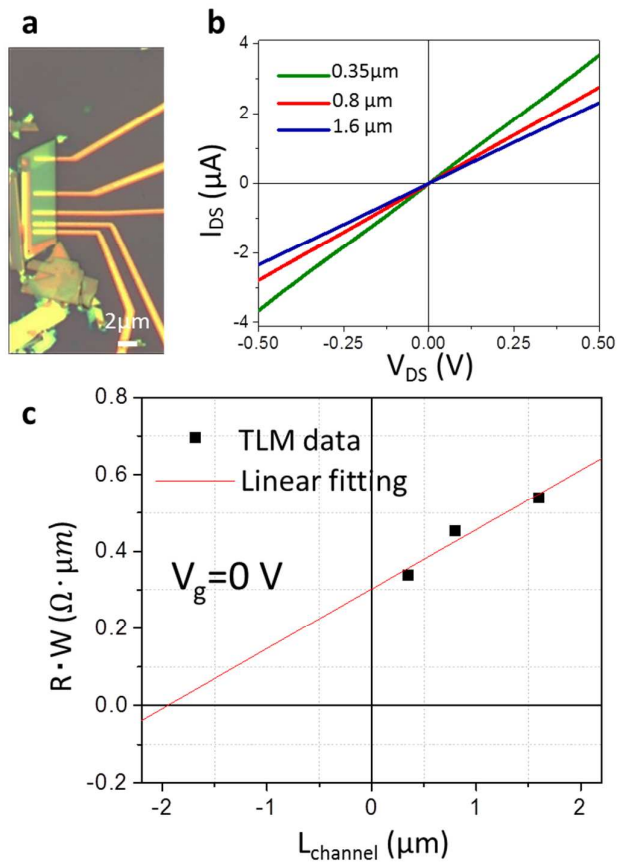 a
2µm
b
4
2
0
-2
-4
I_DS (µA)
0.35µm
0.8 µm
1.6 µm
-0.50
-0.25
0.00
0.25
0.50
V_DS (V)
c
0.8
0.6
0.4
0.2
0.0
-0.2
R·W (Ω·µm)
TLM data
Linear fitting
V_g=0 V
-2
-1
0
1
2
L_channel (µm)